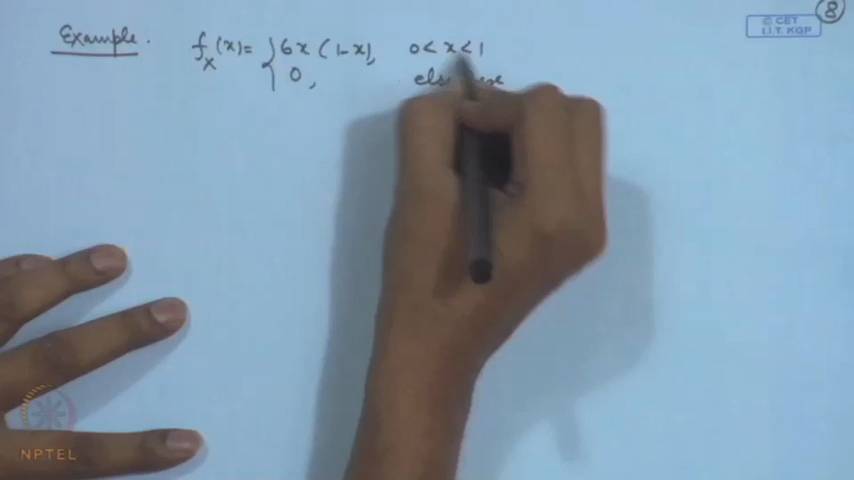 Example. f_X(x) = { 6x (1-x), 0 < x < 1
0,
© CET
I.I.T. KGP
8
NPTEL